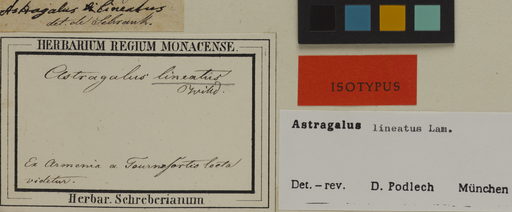 Astragalus lineatus
det. de Schrank.
HERBARIUM REGIUM MONACENSE.
Astragalus lineatus
Willd.
Ex Armenia a Tournefortio lecta
videtur.
Herbar. Schreberianum
ISOTYPUS
Astragalus lineatus Lam.
Det. – rev. D. Podlech München